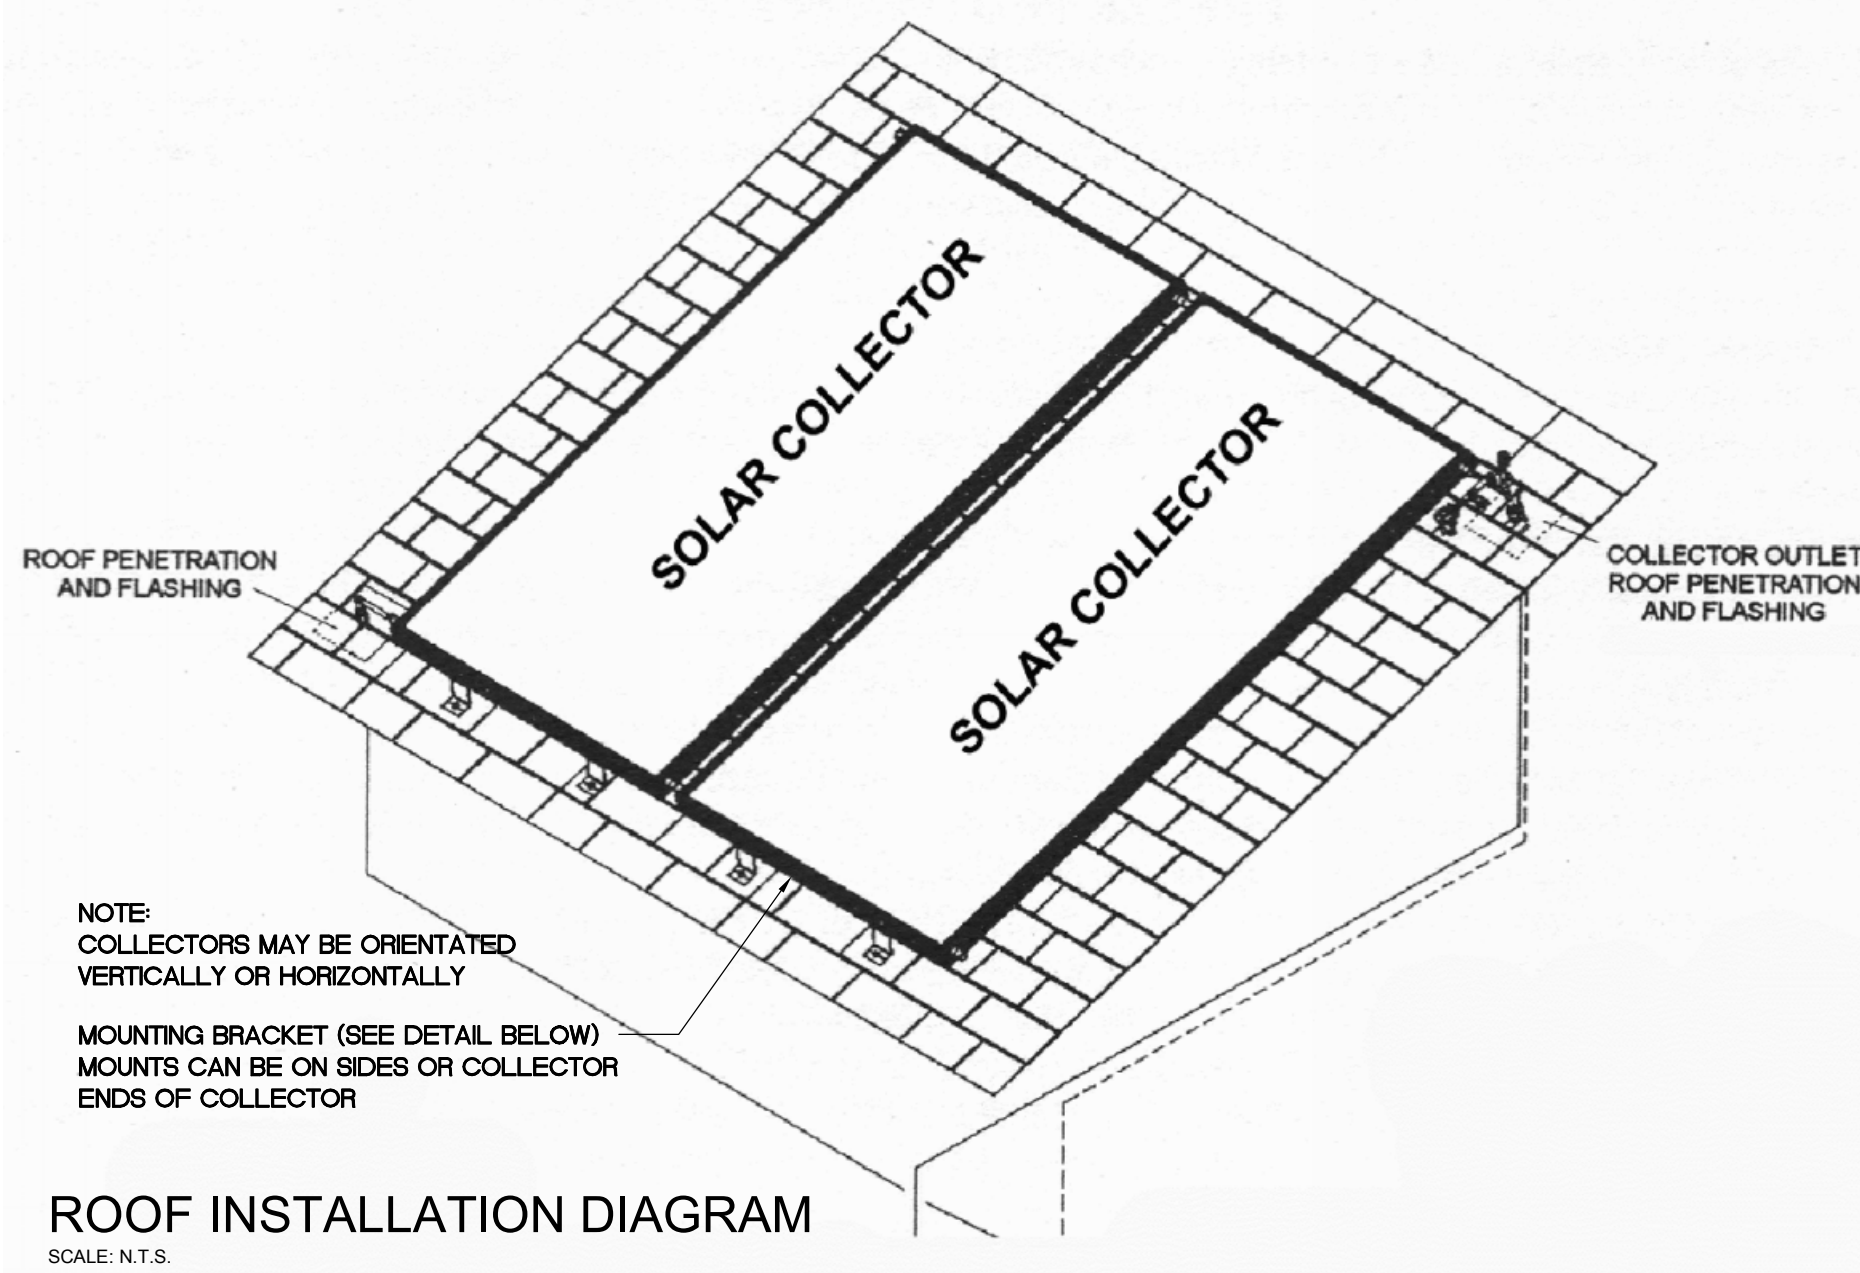 SOLAR COLLECTOR
SOLAR COLLECTOR
ROOF PENETRATION
AND FLASHING
COLLECTOR OUTLET
ROOF PENETRATION
AND FLASHING
NOTE:
COLLECTORS MAY BE ORIENTATED
VERTICALLY OR HORIZONTALLY
MOUNTING BRACKET (SEE DETAIL BELOW)
MOUNTS CAN BE ON SIDES OR COLLECTOR
ENDS OF COLLECTOR
ROOF INSTALLATION DIAGRAM
SCALE: N.T.S.